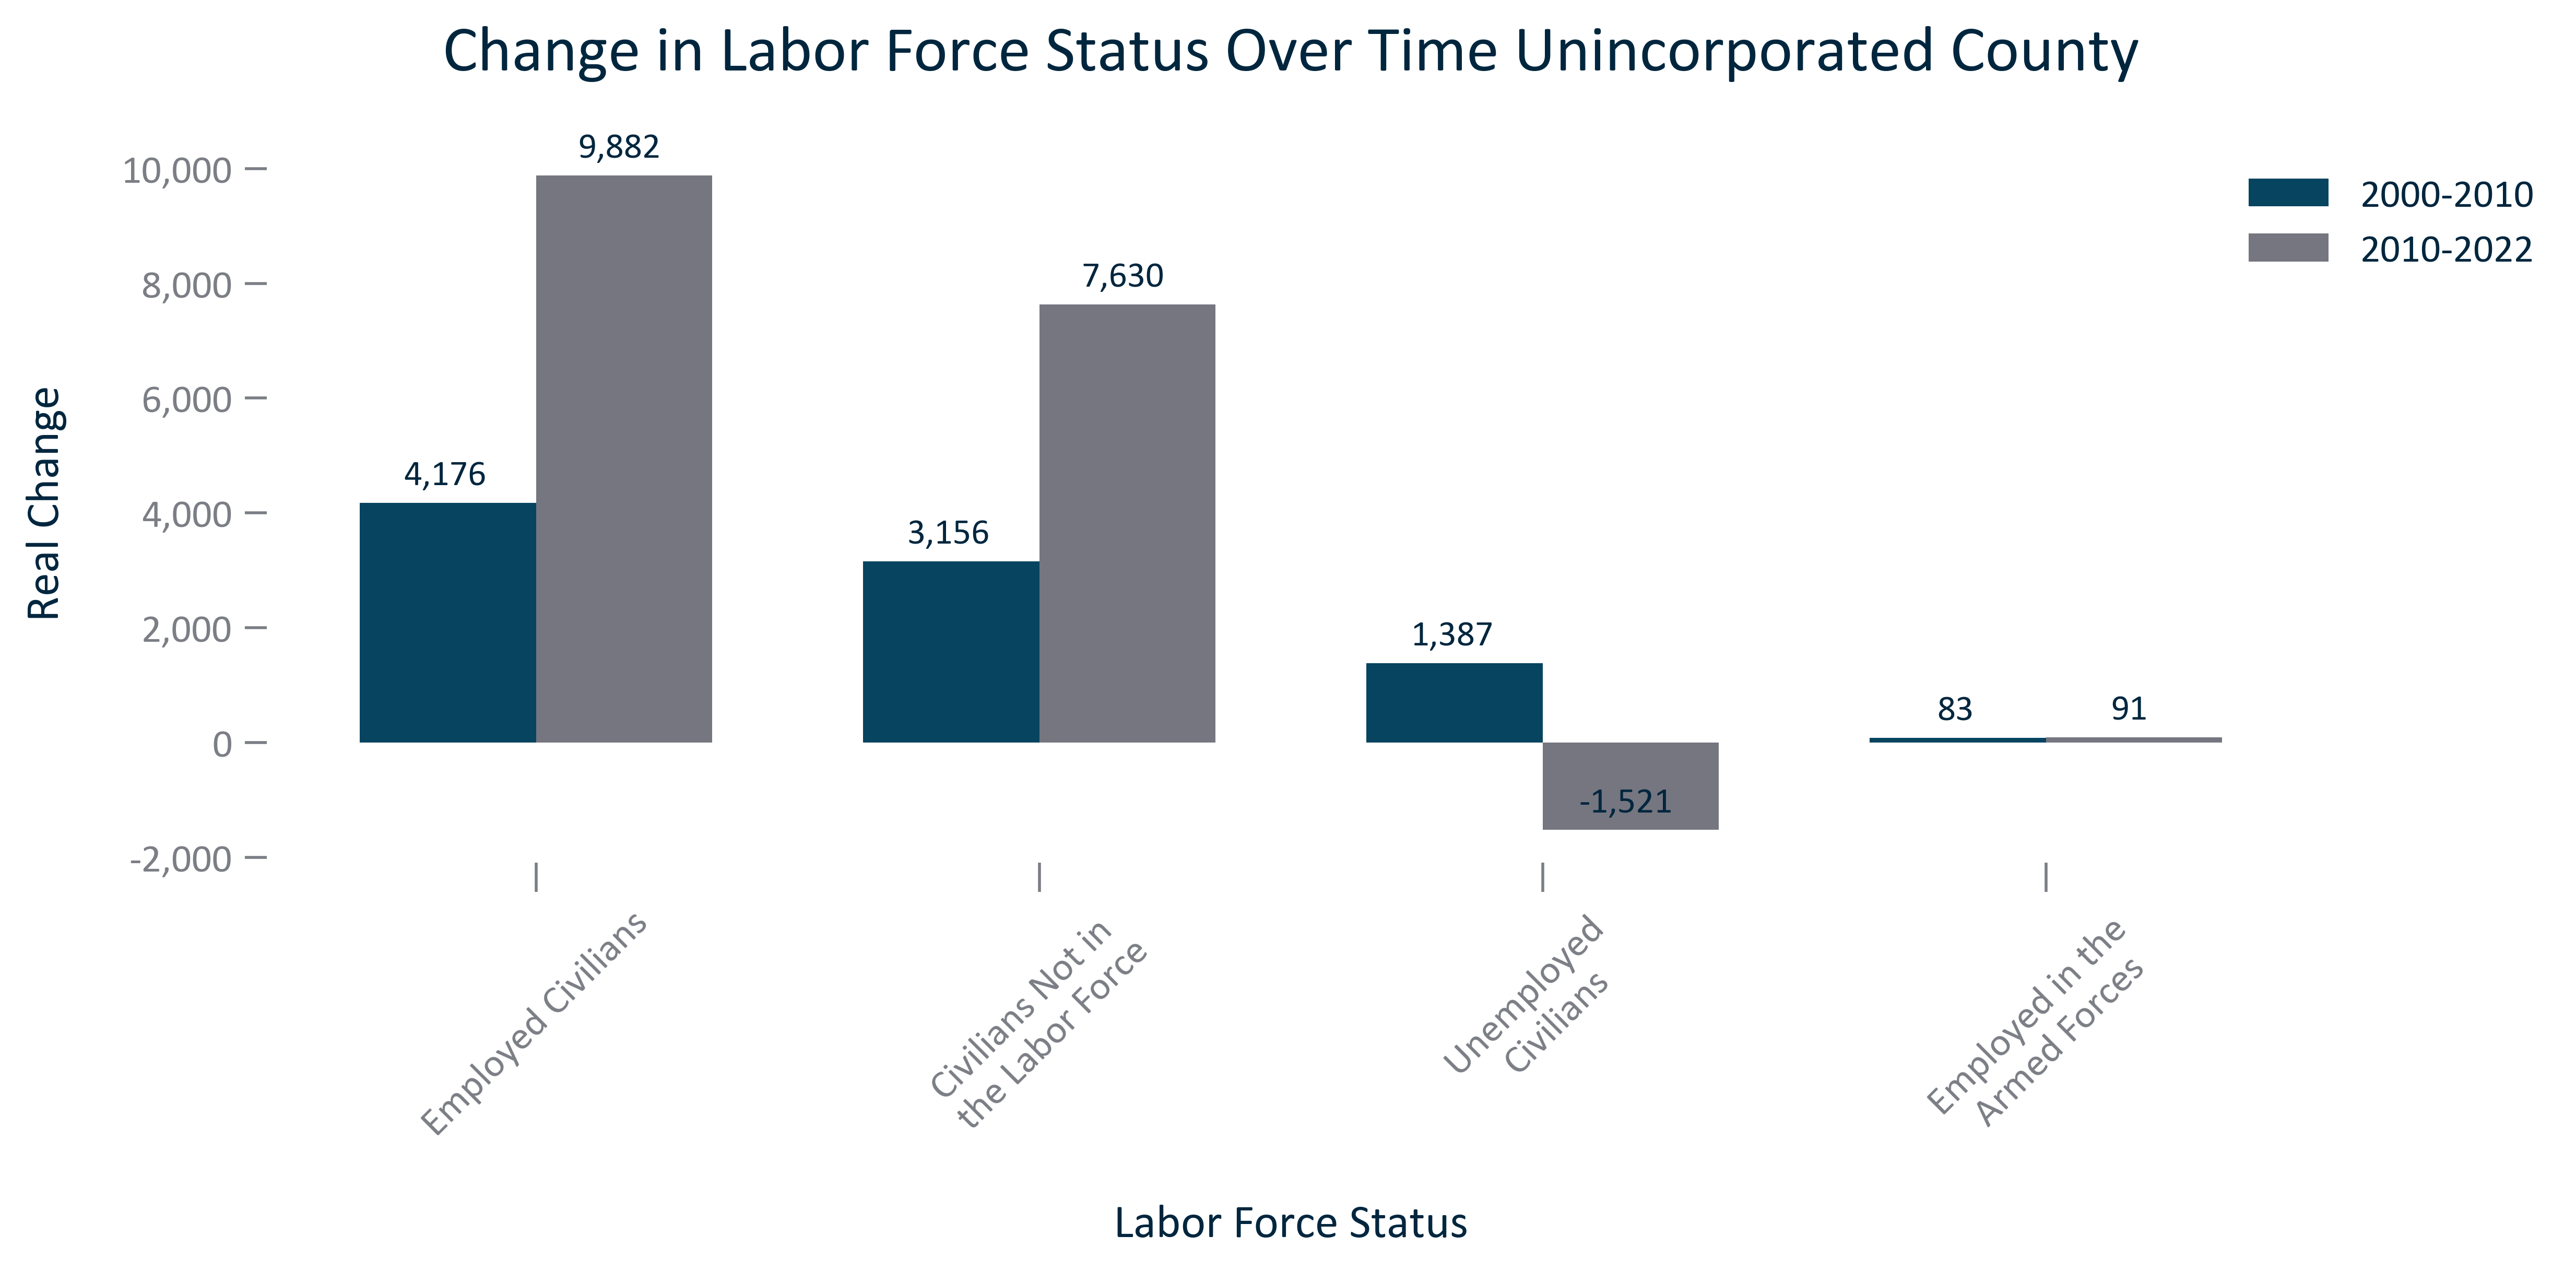 Change in Labor Force Status Over Time Unincorporated County
9,882
10,000
2000-2010
2010-2022
7,630
8,000
6,000
Real Change
4,176
4,000
3,156
2,000
1,387
83
91
0
-1,521
-2,000
Employed Civilians
Civilians Not in
the Labor Force
Unemployed
Civilians
Employed in the
Armed Forces
Labor Force Status